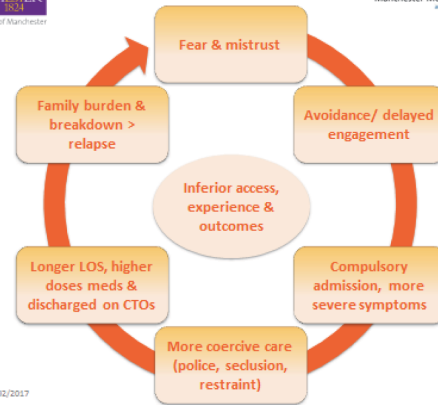 1824
of Manchester
Fear & mistrust
Family burden &
breakdown >
relapse
Avoidance/ delayed
engagement
Inferior access,
experience &
outcomes
Longer LOS, higher
doses meds &
discharged on CTOs
Compulsory
admission, more
severe symptoms
More coercive care
(police, seclusion,
restraint)
02/2017